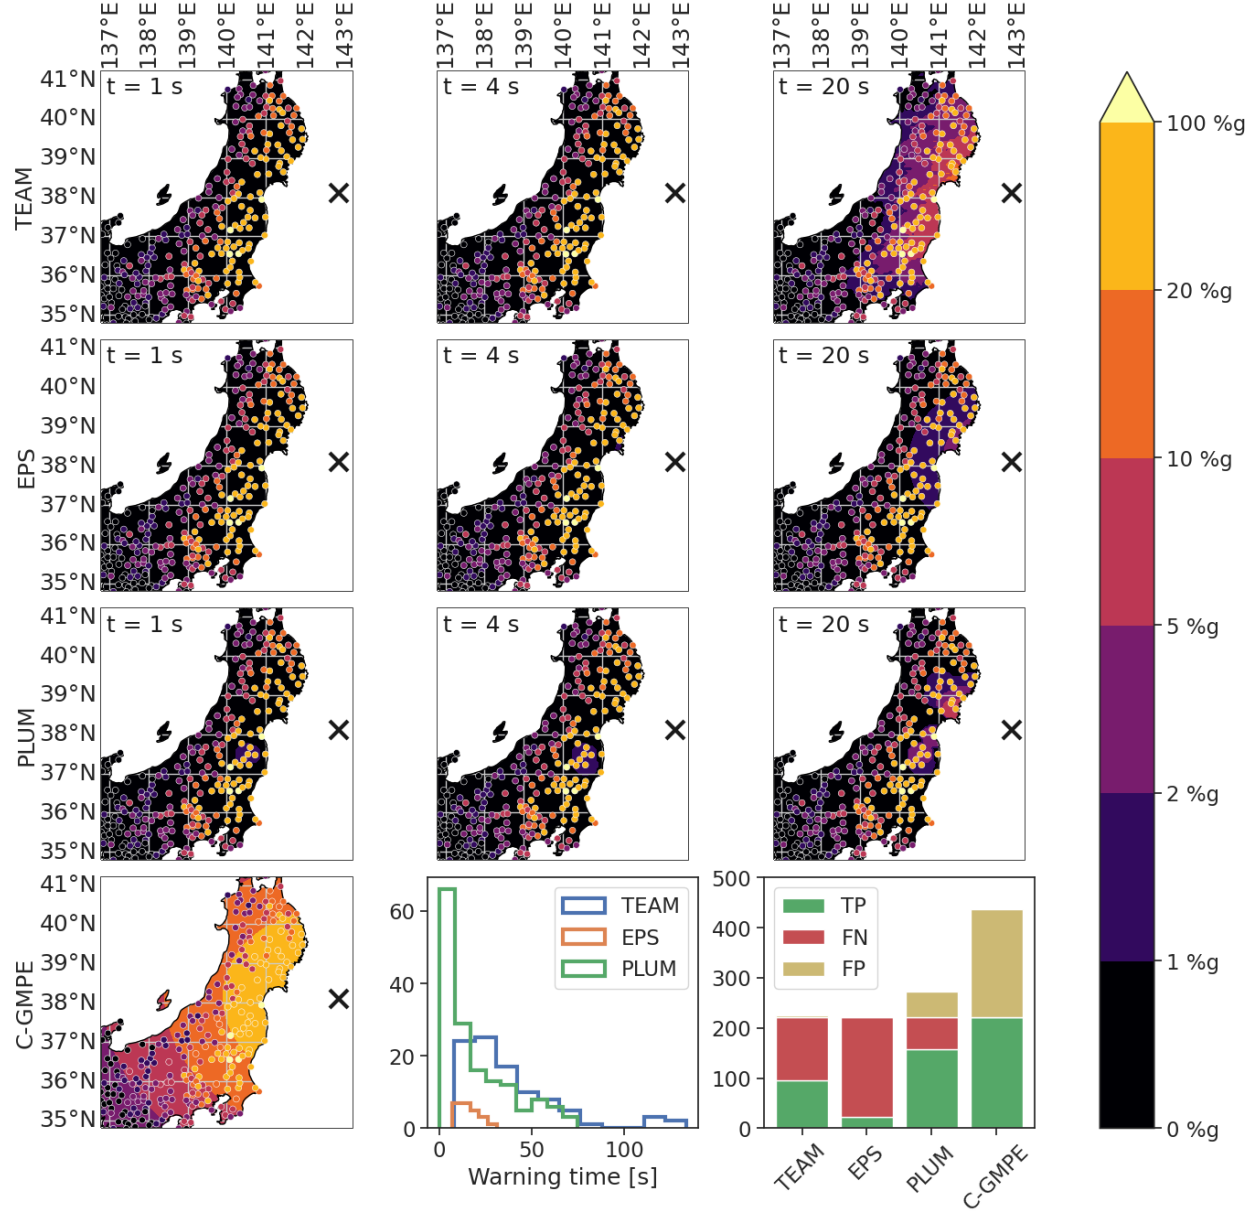 137°E 138°E 139°E 140°E 141°E 142°E 143°E
137°E 138°E 139°E 140°E 141°E 142°E 143°E
137°E 138°E 139°E 140°E 141°E 142°E 143°E
TEAM
41°N
40°N
39°N
38°N
37°N
36°N
35°N
t = 1 s
t = 4 s
t = 20 s
EPS
41°N
40°N
39°N
38°N
37°N
36°N
35°N
t = 1 s
t = 4 s
t = 20 s
PLUM
41°N
40°N
39°N
38°N
37°N
36°N
35°N
t = 1 s
t = 4 s
t = 20 s
C-GMPE
41°N
40°N
39°N
38°N
37°N
36°N
35°N
60
40
20
0
TEAM
EPS
PLUM
0 50 100
Warning time [s]
500
400
300
200
100
0
TP
FN
FP
TEAM EPS PLUM C-GMPE
100 %g
20 %g
10 %g
5 %g
2 %g
1 %g
0 %g